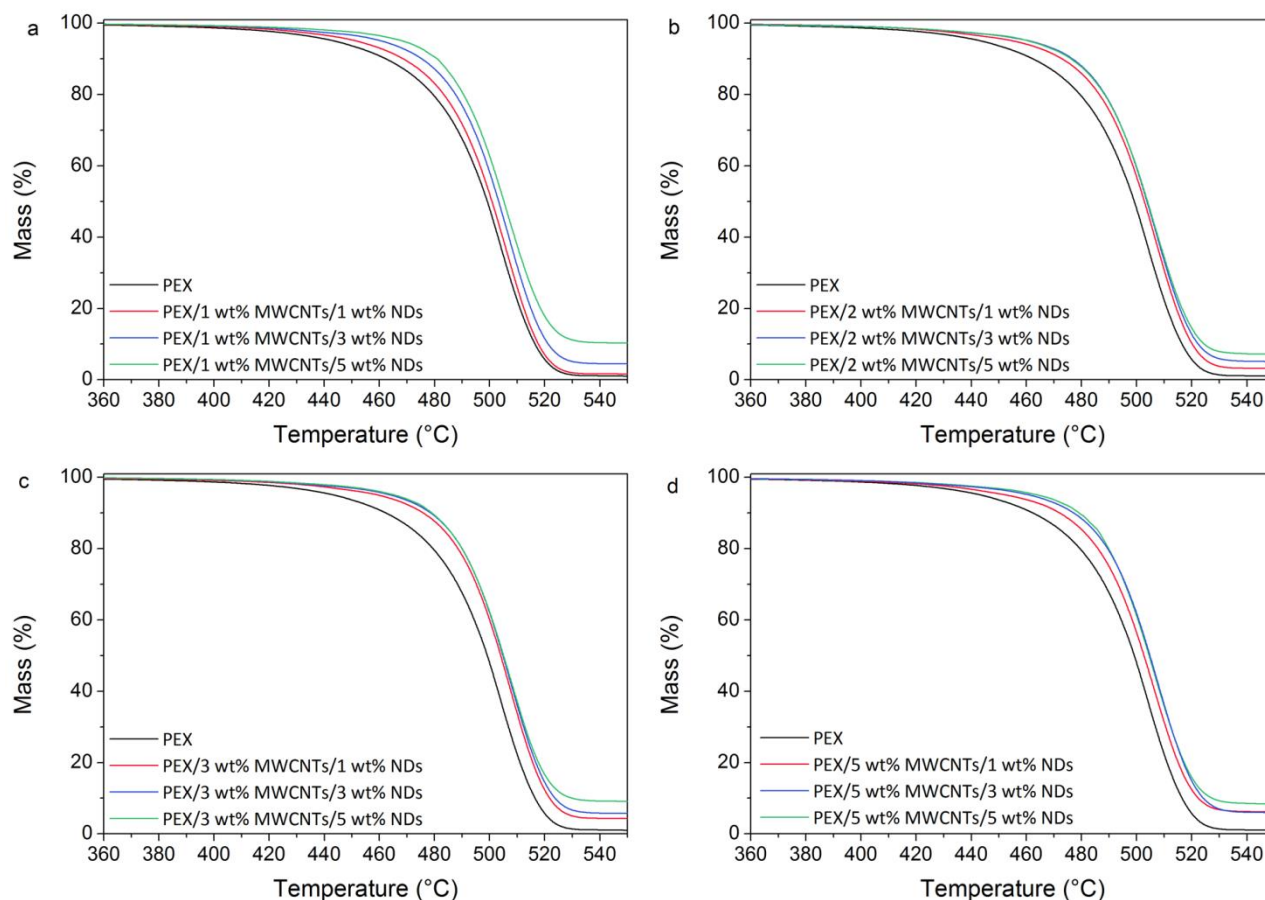 a
100
80
60
40
20
0
Mass (%)
PEX
PEX/1 wt% MWCNTs/1 wt% NDs
PEX/1 wt% MWCNTs/3 wt% NDs
PEX/1 wt% MWCNTs/5 wt% NDs
360 380 400 420 440 460 480 500 520 540
Temperature (°C)
b
100
80
60
40
20
0
Mass (%)
PEX
PEX/2 wt% MWCNTs/1 wt% NDs
PEX/2 wt% MWCNTs/3 wt% NDs
PEX/2 wt% MWCNTs/5 wt% NDs
360 380 400 420 440 460 480 500 520 540
Temperature (°C)
c
100
80
60
40
20
0
Mass (%)
PEX
PEX/3 wt% MWCNTs/1 wt% NDs
PEX/3 wt% MWCNTs/3 wt% NDs
PEX/3 wt% MWCNTs/5 wt% NDs
360 380 400 420 440 460 480 500 520 540
Temperature (°C)
d
100
80
60
40
20
0
Mass (%)
PEX
PEX/5 wt% MWCNTs/1 wt% NDs
PEX/5 wt% MWCNTs/3 wt% NDs
PEX/5 wt% MWCNTs/5 wt% NDs
360 380 400 420 440 460 480 500 520 540
Temperature (°C)